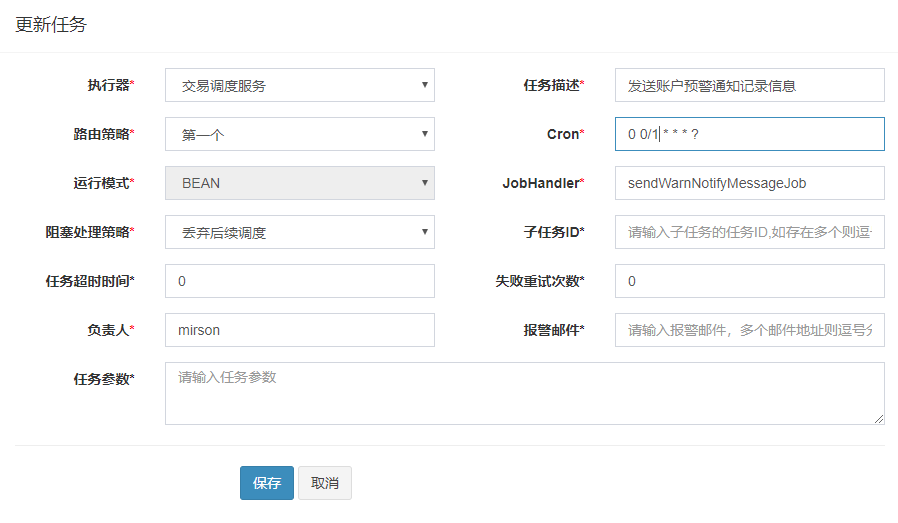 更新任务
执行器* 交易调度服务 任务描述* 发送账户预警通知记录信息
路由策略* 第一个 Cron* 0 0/1 * * * ?
运行模式* BEAN JobHandler* sendWarnNotifyMessageJob
阻塞处理策略* 丢弃后续调度 子任务ID* 请输入子任务的任务ID,如存在多个则逗
任务超时时间* 0 失败重试次数* 0
负责人* mirson 报警邮件* 请输入报警邮件，多个邮件地址则逗号分
任务参数* 请输入任务参数
保存 取消